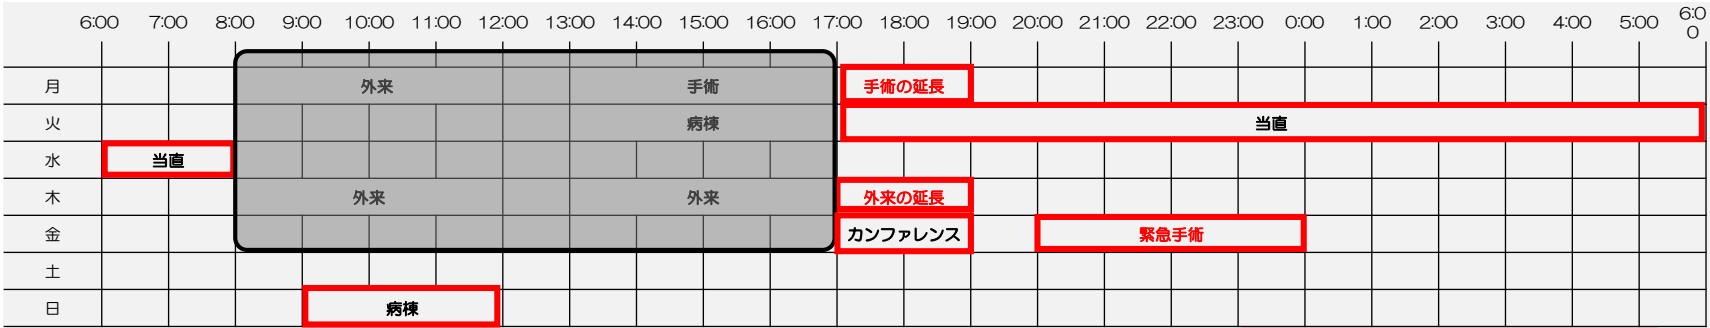 6:00 7:00 8:00 9:00 10:00 11:00 12:00 13:00 14:00 15:00 16:00 17:00 18:00 19:00 20:00 21:00 22:00 23:00 0:00 1:00 2:00 3:00 4:00 5:00 6:00
月 外来 手術 手術の延長
火 病棟 当直
水 当直
木 外来 外来 外来の延長
金 カンファレンス 緊急手術
土
日 病棟